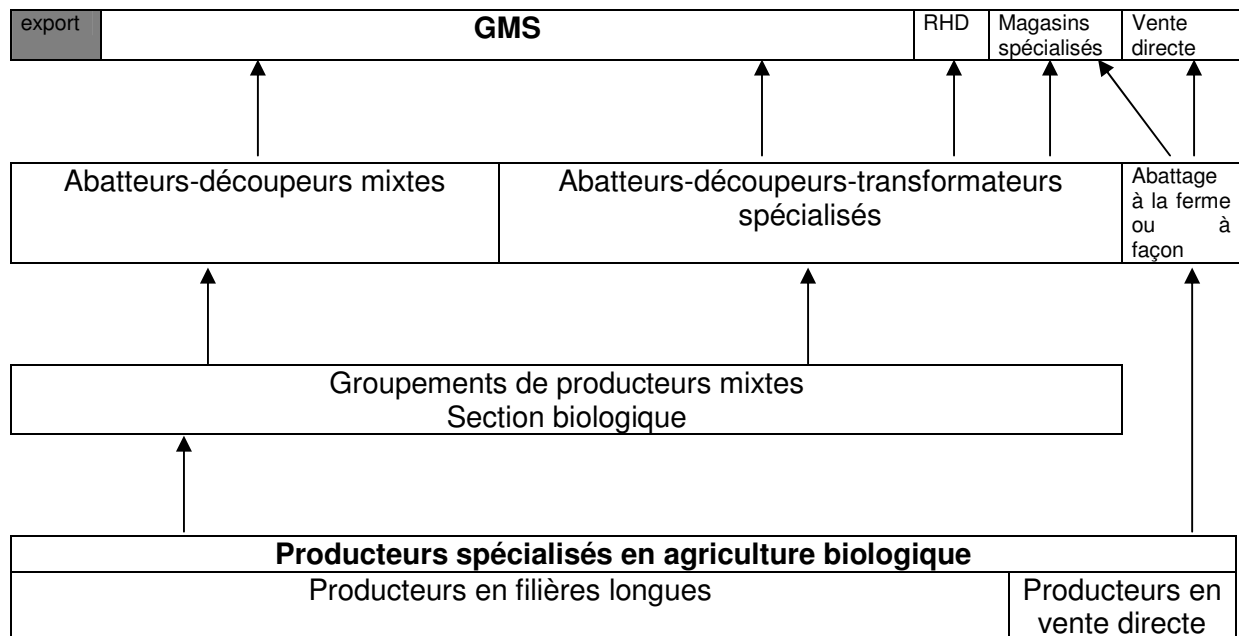 export
GMS
RHD
Magasins
spécialisés
Vente
directe
Abatteurs-découpeurs mixtes
Abatteurs-découpeurs-transformateurs
spécialisés
Abattage
à la ferme
ou à
façon
Groupements de producteurs mixtes
Section biologique
Producteurs spécialisés en agriculture biologique
Producteurs en filières longues
Producteurs en
vente directe